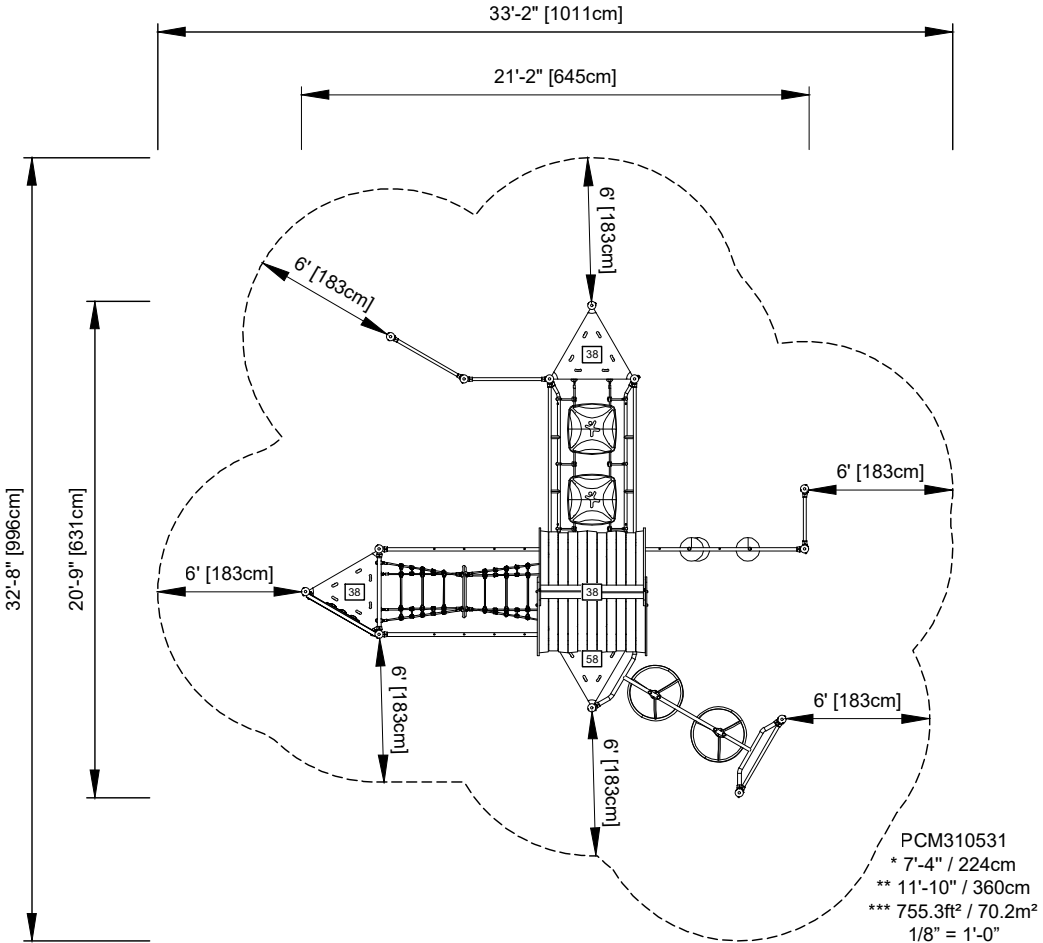 33'-2" [1011cm]
21'-2" [645cm]
6' [183cm]
6' [183cm]
38
32'-8" [996cm]
20'-9" [631cm]
6' [183cm]
6' [183cm]
38
38
58
6' [183cm]
6' [183cm]
6' [183cm]
PCM310531
* 7'-4" / 224cm
** 11'-10" / 360cm
*** 755.3ft² / 70.2m²
1/8” = 1'-0”